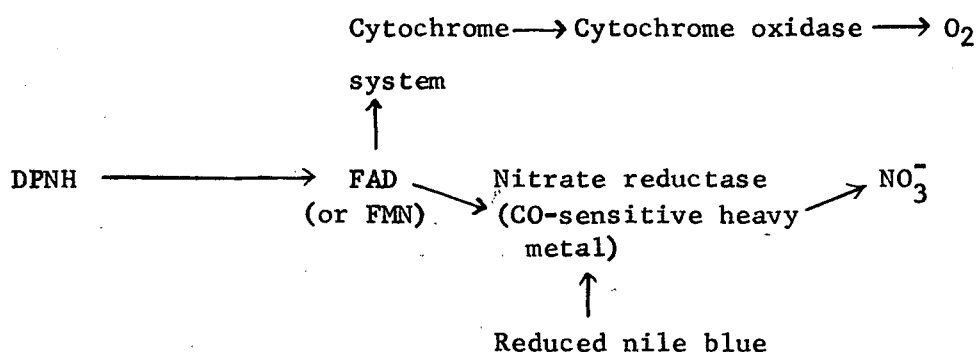 Cytochrome → Cytochrome oxidase → O2
system
DPNH → FAD Nitrate reductase NO3-
(or FMN) (CO-sensitive heavy
metal)
Reduced nile blue